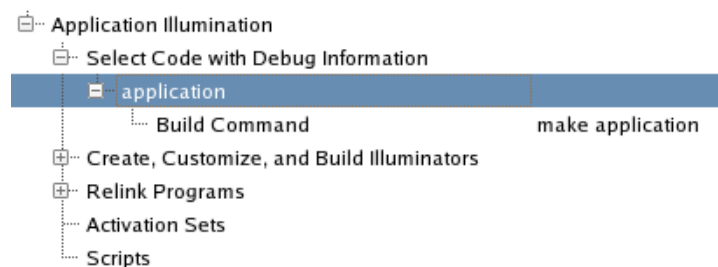 Application Illumination
Select Code with Debug Information
application
Build Command make application
Create, Customize, and Build Illuminators
Relink Programs
Activation Sets
Scripts